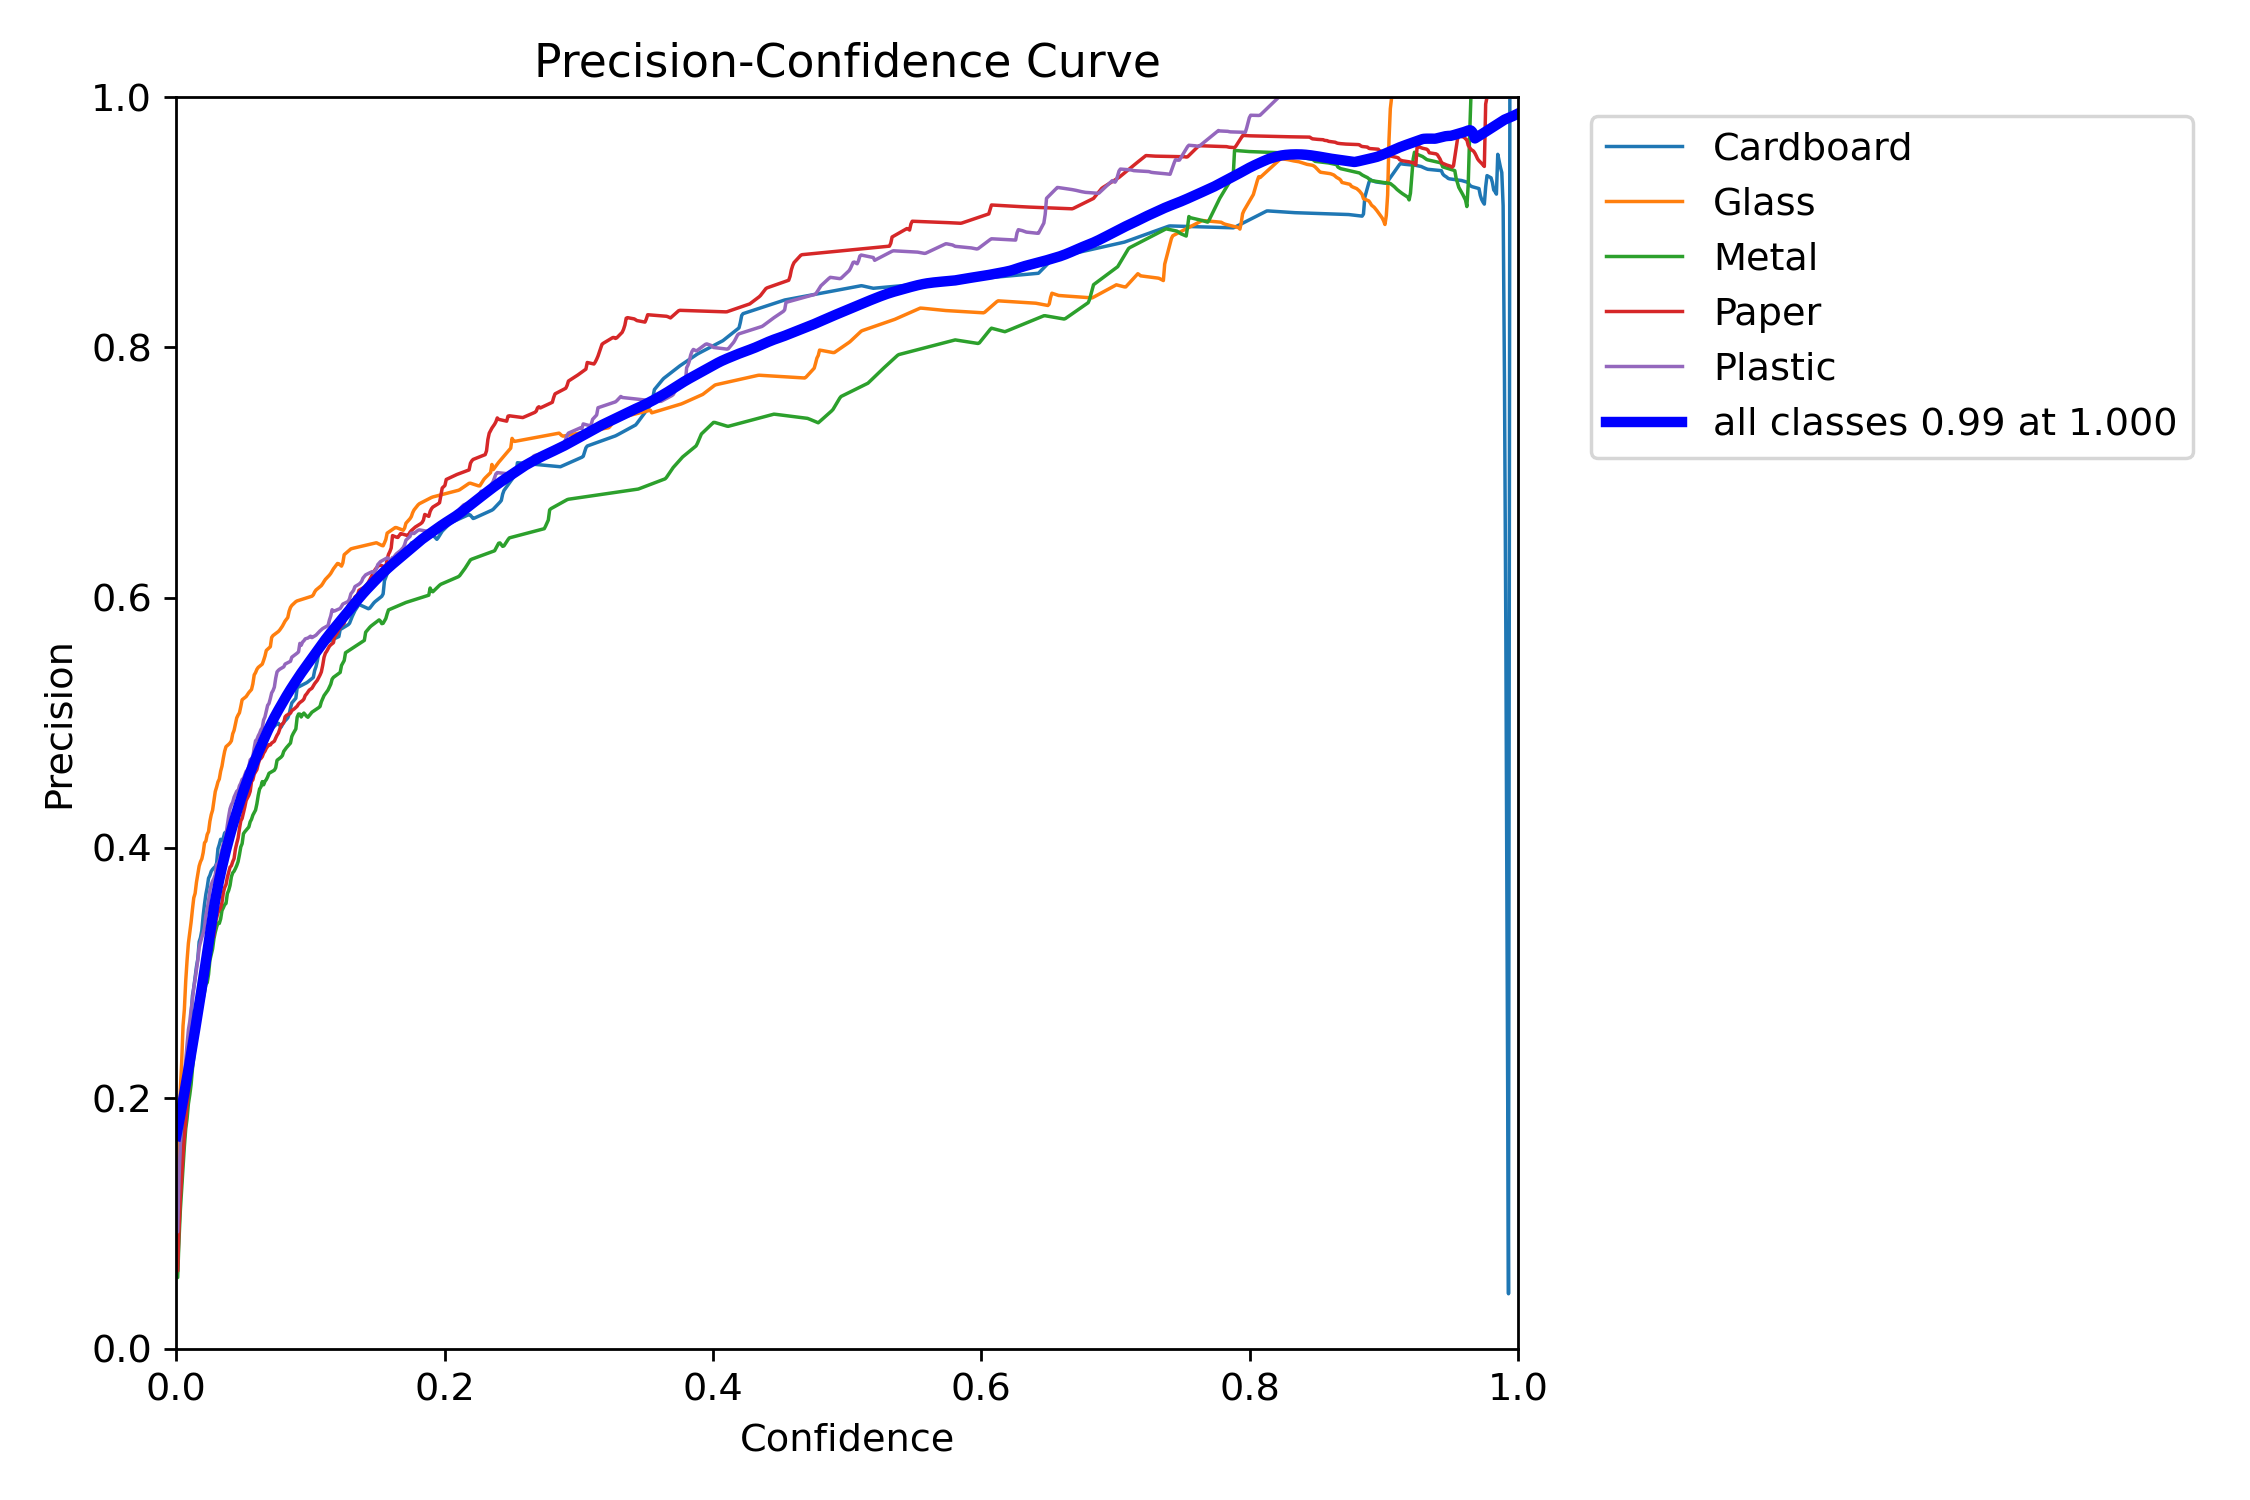 Precision-Confidence Curve
1.0
0.8
0.6
0.4
0.2
0.0
Precision
0.0 0.2 0.4 0.6 0.8 1.0
Confidence
Cardboard
Glass
Metal
Paper
Plastic
all classes 0.99 at 1.000